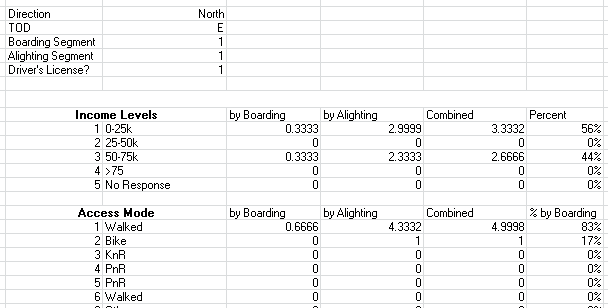 Direction North
TOD E
Boarding Segment 1
Alighting Segment 1
Driver's License? 1
Income Levels by Boarding by Alighting Combined Percent
1 0-25k 0.3333 2.9999 3.3332 56%
2 25-50k 0 0 0 0%
3 50-75k 0.3333 2.3333 2.6666 44%
4 >75 0 0 0 0%
5 No Response 0 0 0 0%
Access Mode by Boarding by Alighting Combined % by Boarding
1 Walked 0.6666 4.3332 4.9998 83%
2 Bike 0 1 1 17%
3 KnR 0 0 0 0%
4 PnR 0 0 0 0%
5 PnR 0 0 0 0%
6 Walked 0 0 0 0%